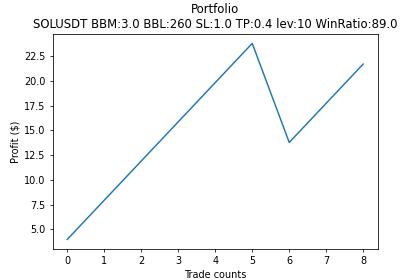 Portfolio
SOLUSDT BBM:3.0 BBL:260 SL:1.0 TP:0.4 lev:10 WinRatio:89.0
Profit ($)
22.5
20.0
17.5
15.0
12.5
10.0
7.5
5.0
0 1 2 3 4 5 6 7 8
Trade counts